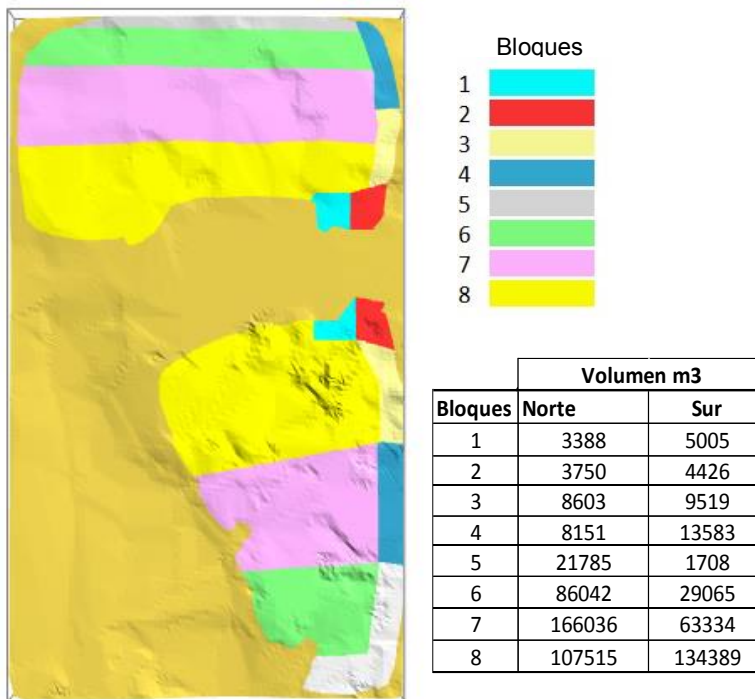 Bloques
1
2
3
4
5
6
7
8
Volumen m3
Bloques Norte Sur
1 3388 5005
2 3750 4426
3 8603 9519
4 8151 13583
5 21785 1708
6 86042 29065
7 166036 63334
8 107515 134389